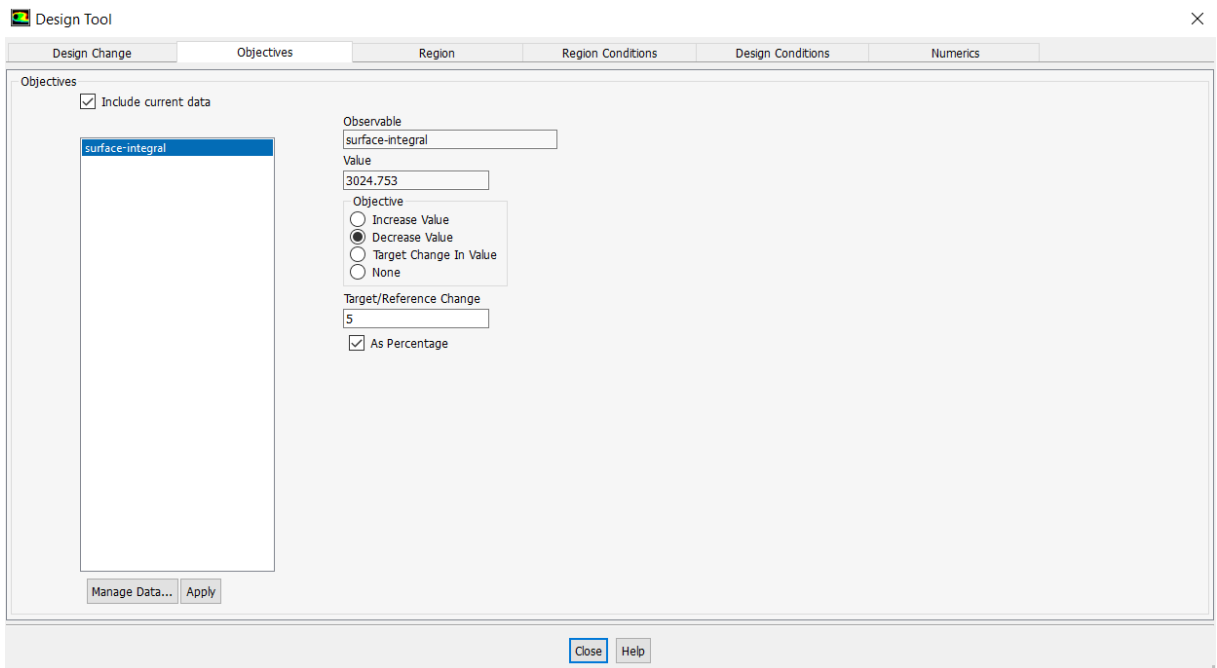 Design Tool
Design Change Objectives Region Region Conditions Design Conditions Numerics
Objectives
Include current data
surface-integral
Observable
surface-integral
Value
3024.753
Objective
Increase Value
Decrease Value
Target Change In Value
None
Target/Reference Change
5
As Percentage
Manage Data... Apply
Close Help